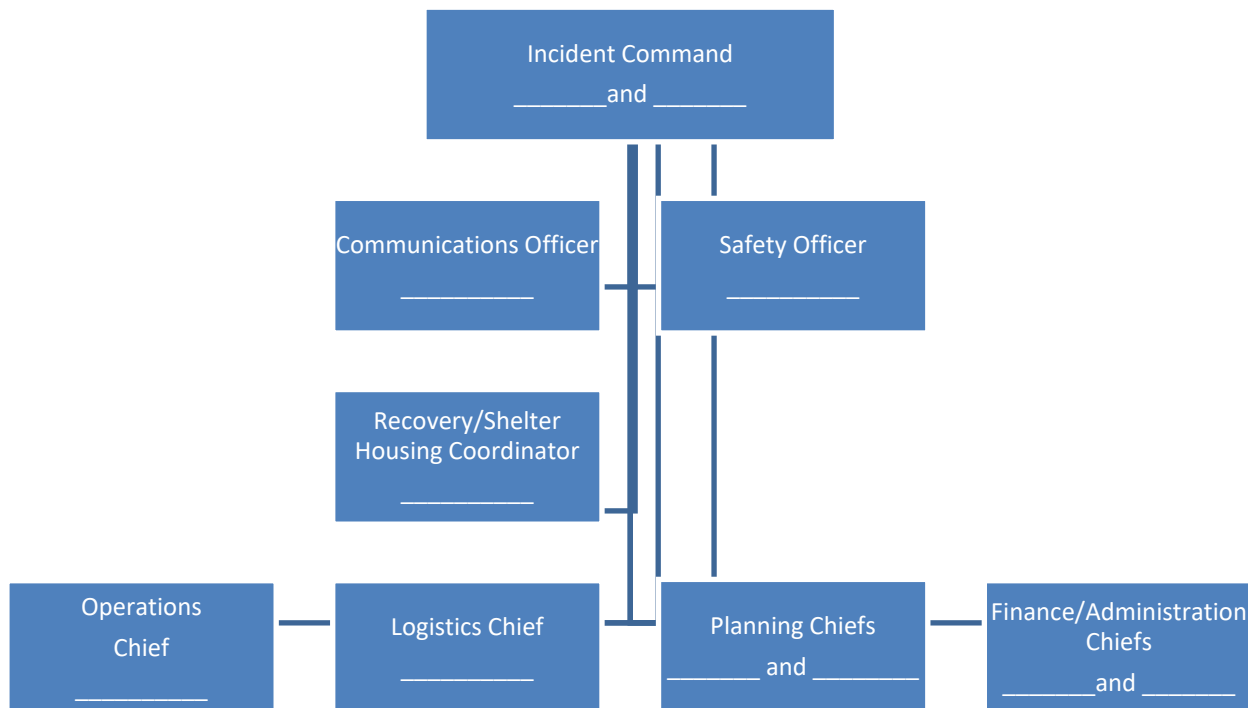 Incident Command
_______and _______
Communications Officer
__________
Safety Officer
__________
Recovery/Shelter
Housing Coordinator
__________
Operations
Chief
__________
Logistics Chief
__________
Planning Chiefs
_______ and ________
Finance/Administration
Chiefs
_______and _______